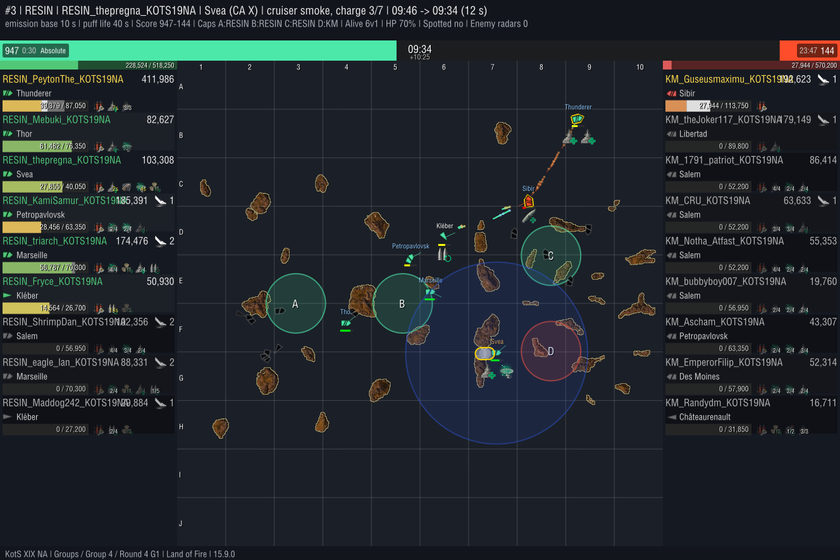 #3 | RESIN | RESIN_thepregna_KOTS19NA | Svea (CA X) | cruiser smoke, charge 3/7 | 09:46 -> 09:34 (12 s)
emission base 10 s | puff life 40 s | Score 947-144 | Caps A:RESIN B:RESIN C:RESIN D:KM | Alive 6v1 | HP 70% | Spotted no | Enemy radars 0
947 0:30 Absolute
09:34
+10:25
23:47 144
228,524 / 518,250
27,944 / 570,200
RESIN_PeytonThe_KOTS19NA 411,986
Thunderer
RESIN_Mebuki_KOTS19NA 82,627
Thor
RESIN_thepregna_KOTS19NA 103,308
Svea
RESIN_KamiSamur_KOTS19NA
Petropavlovsk
28,456 / 63,350
RESIN_triarch_KOTS19NA 174,476 2
Marseille
RESIN_Fryce_KOTS19NA 50,930
Kléber
RESIN_ShrimpDan_KOTS19NA 2
Salem
0 / 56,950
RESIN_eagle_Ian_KOTS19NA 88,331 2
Marseille
0 / 70,300
RESIN_Maddog242_KOTS19NA 1
Kléber
0 / 27,200
1 2 3 4 5 6 7 8 9 10
A
B
C
D
E
F
G
H
I
J
Thunderer
Sibir
Kléber
Petropavlovsk
Marseille
Svea
A
B
C
D
KM_Guseusmaximu_KOTS19NA 1
Sibir
27,944 / 113,750
KM_theJoker117_KOTS19NA 1
Libertad
0 / 89,800
KM_1791_patriot_KOTS19NA 86,414
Salem
0 / 52,200
KM_CRU_KOTS19NA 63,633 1
Salem
0 / 52,200
KM_Notha_Atfast_KOTS19NA 55,353
Salem
0 / 52,200
KM_bubbyboy007_KOTS19NA 19,760
Salem
0 / 56,950
KM_Ascham_KOTS19NA 43,307
Petropavlovsk
0 / 63,350
KM_EmperorFilip_KOTS19NA 52,314
Des Moines
0 / 57,900
KM_Randydm_KOTS19NA 16,711
Châteaurenault
0 / 31,850
KotS XIX NA | Groups / Group 4 / Round 4 G1 | Land of Fire | 15.9.0